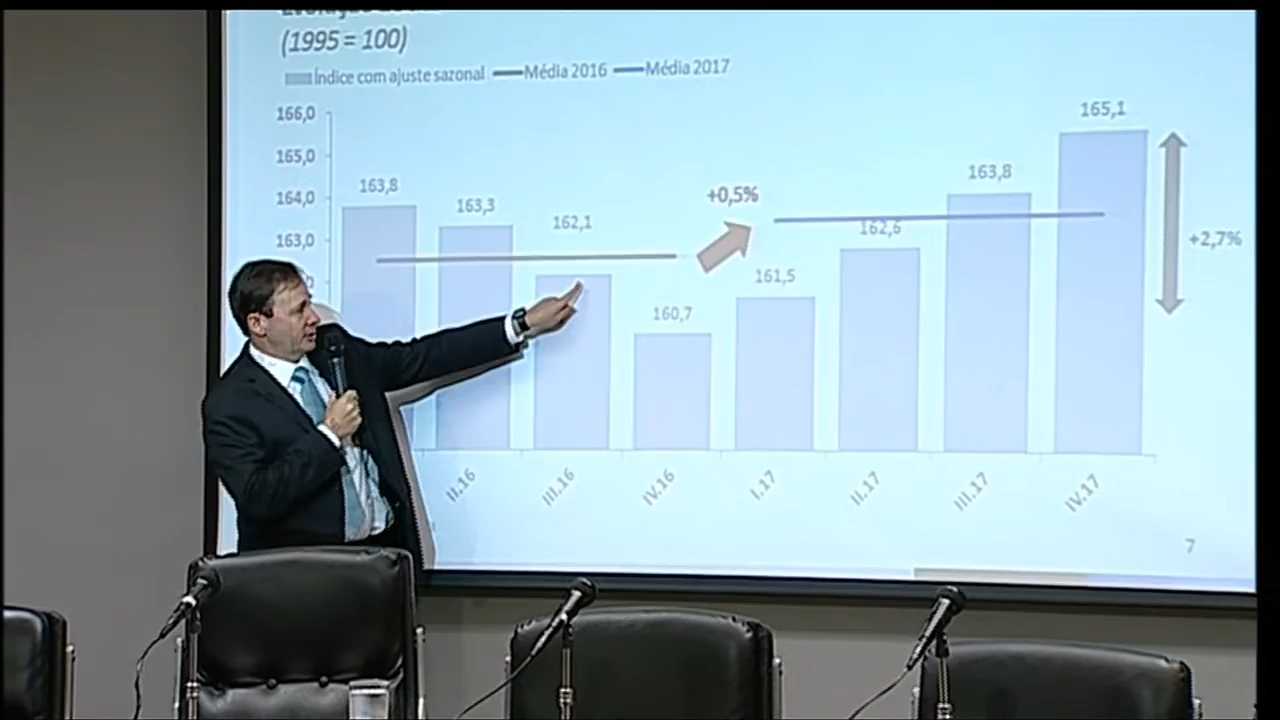 (1995 = 100)
Índice com ajuste sazonal Média 2016 Média 2017
166,0
165,0
164,0
163,0
163,8
163,3
162,1
160,7
161,5
162,6
163,8
165,1
+0,5%
+2,7%
II.16
III.16
IV.16
I.17
II.17
III.17
IV.17
7